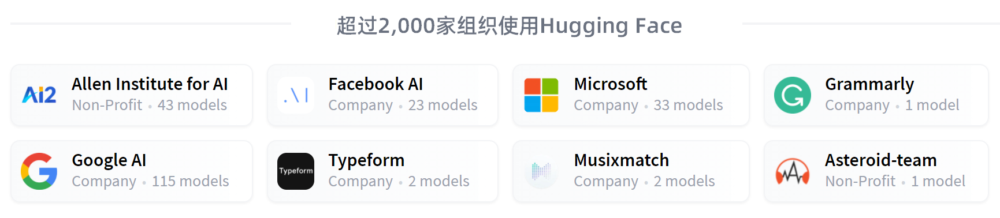 超过2,000家组织使用Hugging Face
AI2
Allen Institute for AI
Non-Profit • 43 models
.\I
Facebook AI
Company • 23 models
Microsoft
Company • 33 models
Grammarly
Company • 1 model
Google AI
Company • 115 models
Typeform
Typeform
Company • 2 models
Musixmatch
Company • 2 models
Asteroid-team
Non-Profit • 1 model